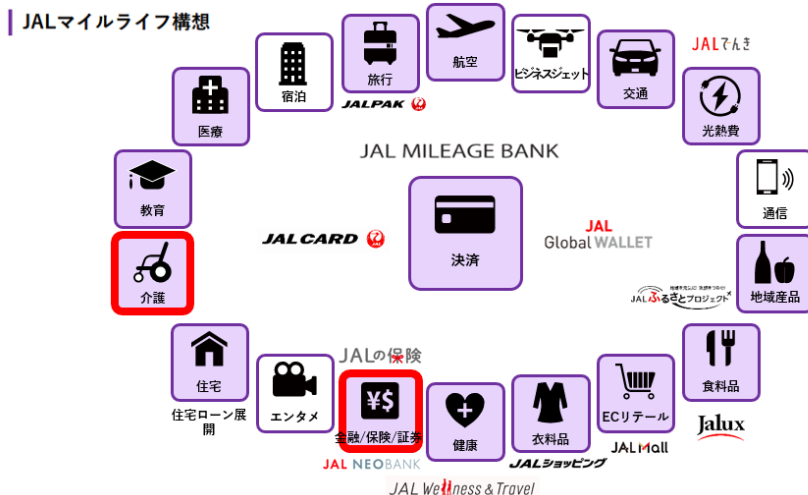 JALマイルライフ構想
旅行
JALPAK
航空
ビジネスジェット
交通
JALでんき
光熱費
宿泊
医療
教育
介護
JAL MILEAGE BANK
決済
JAL CARD
JAL
Global WALLET
通信
地域産品
JALふるさとプロジェクト
住宅
住宅ローン展
開
エンタメ
JALの保険
¥$
金融/保険/証券
JAL NEOBANK
健康
JAL Wellness & Travel
衣料品
JALショッピング
ECリテール
JAL Mall
食料品
Jalux